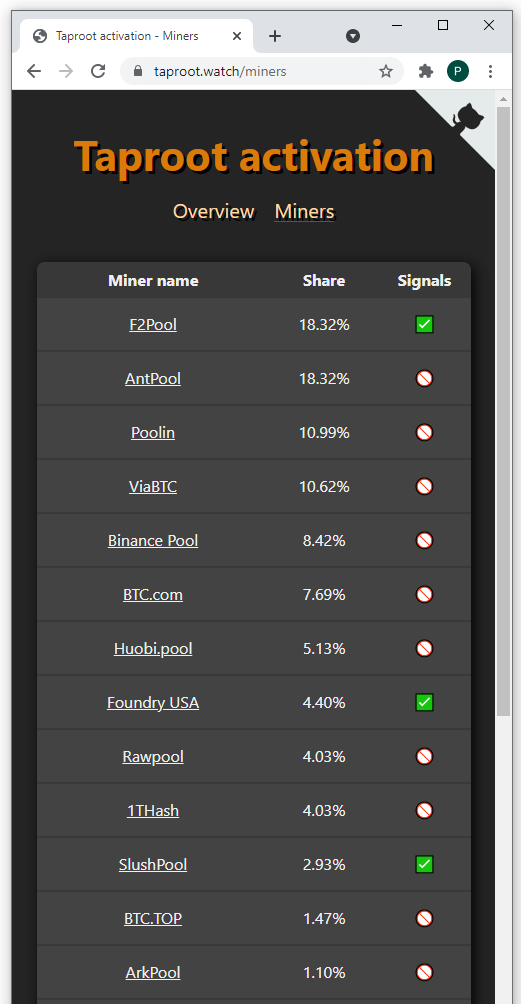 Taproot activation - Miners
taproot.watch/miners
P
Taproot activation
Overview Miners
Miner name Share Signals
F2Pool 18.32%
AntPool 18.32%
Poolin 10.99%
ViaBTC 10.62%
Binance Pool 8.42%
BTC.com 7.69%
Huobi.pool 5.13%
Foundry USA 4.40%
Rawpool 4.03%
1THash 4.03%
SlushPool 2.93%
BTC.TOP 1.47%
ArkPool 1.10%